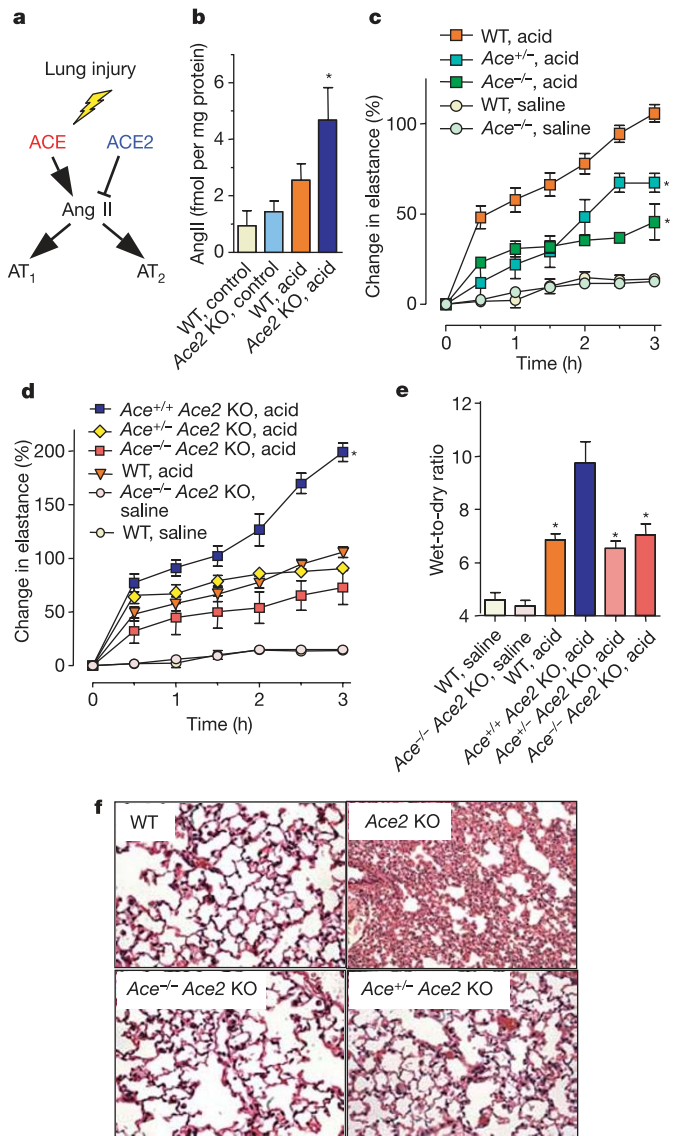 a
Lung injury
ACE
ACE2
Ang II
AT1
AT2
b
AngII (fmol per mg protein)
6
4
2
0
*
WT, control
Ace2 KO, control
WT, acid
Ace2 KO, acid
c
WT, acid
Ace+/–, acid
Ace–/–, acid
WT, saline
Ace–/–, saline
Change in elastance (%)
100
50
0
*
*
0
1
2
3
Time (h)
d
Ace+/+ Ace2 KO, acid
Ace+/– Ace2 KO, acid
Ace–/– Ace2 KO, acid
WT, acid
Ace–/– Ace2 KO,
saline
WT, saline
Change in elastance (%)
200
150
100
50
0
*
0
1
2
3
Time (h)
e
Wet-to-dry ratio
12
10
8
6
4
*
*
*
WT, saline
Ace–/– Ace2 KO, saline
WT, acid
Ace+/+ Ace2 KO, acid
Ace+/– Ace2 KO, acid
Ace–/– Ace2 KO, acid
f
WT
Ace2 KO
Ace–/– Ace2 KO
Ace+/– Ace2 KO